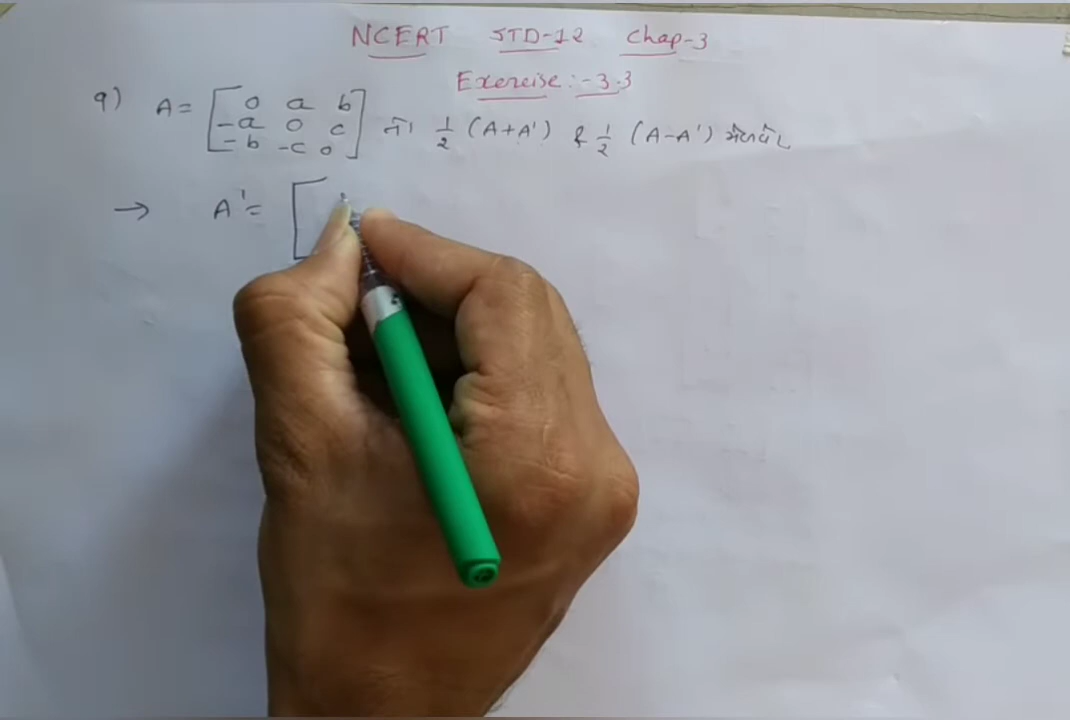 NCERT STD-12 Chap-3
Exercise :- 3.3
9) A = [ 0 a b
-a 0 c
-b -c 0 ] તો 1/2 (A+A') & 1/2 (A-A') મેળવો
→ A' = [